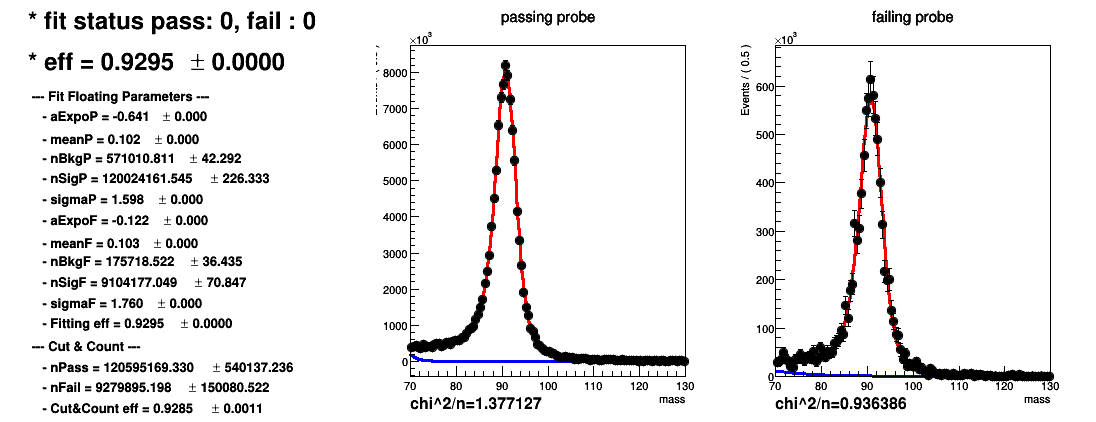 * fit status pass: 0, fail : 0
* eff = 0.9295 ± 0.0000
--- Fit Floating Parameters ---
- aExpoP = -0.641 ± 0.000
- meanP = 0.102 ± 0.000
- nBkgP = 571010.811 ± 42.292
- nSigP = 120024161.545 ± 226.333
- sigmaP = 1.598 ± 0.000
- aExpoF = -0.122 ± 0.000
- meanF = 0.103 ± 0.000
- nBkgF = 175718.522 ± 36.435
- nSigF = 9104177.049 ± 70.847
- sigmaF = 1.760 ± 0.000
- Fitting eff = 0.9295 ± 0.0000
--- Cut & Count ---
- nPass = 120595169.330 ± 540137.236
- nFail = 9279895.198 ± 150080.522
- Cut&Count eff = 0.9285 ± 0.0011
passing probe
×10³
8000
7000
6000
5000
4000
3000
2000
1000
0
70 80 90 100 110 120 130
mass
chi^2/n=1.377127
failing probe
×10³
Events / ( 0.5 )
600
500
400
300
200
100
0
70 80 90 100 110 120 130
mass
chi^2/n=0.936386